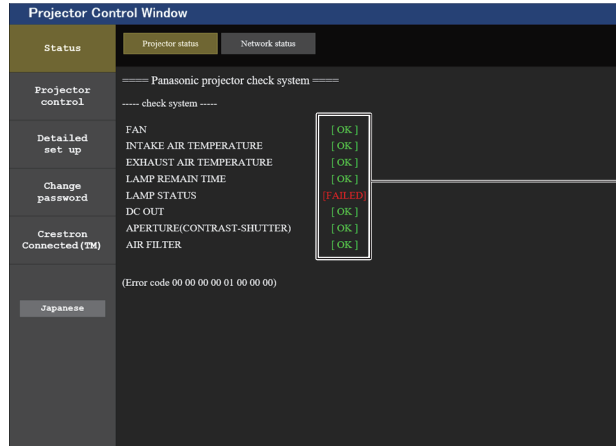 Projector Control Window
Status
Projector status
Network status
Projector
control
Detailed
set up
Change
password
Crestron
Connected(TM)
Japanese
==== Panasonic projector check system ====
----- check system -----
FAN [ OK ]
INTAKE AIR TEMPERATURE [ OK ]
EXHAUST AIR TEMPERATURE [ OK ]
LAMP REMAIN TIME [ OK ]
LAMP STATUS [FAILED]
DC OUT [ OK ]
APERTURE(CONTRAST-SHUTTER) [ OK ]
AIR FILTER [ OK ]
(Error code 00 00 00 00 01 00 00 00)